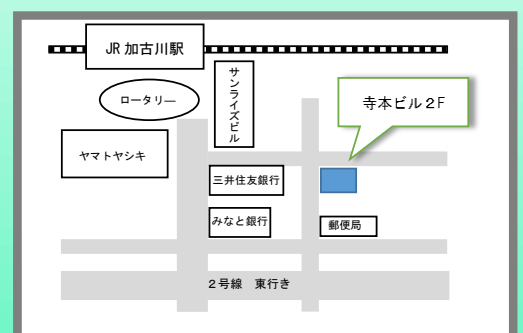 JR 加古川駅
サンライズビル
ロータリー
寺本ビル２F
ヤマトヤシキ
三井住友銀行
みなと銀行
郵便局
２号線　東行き